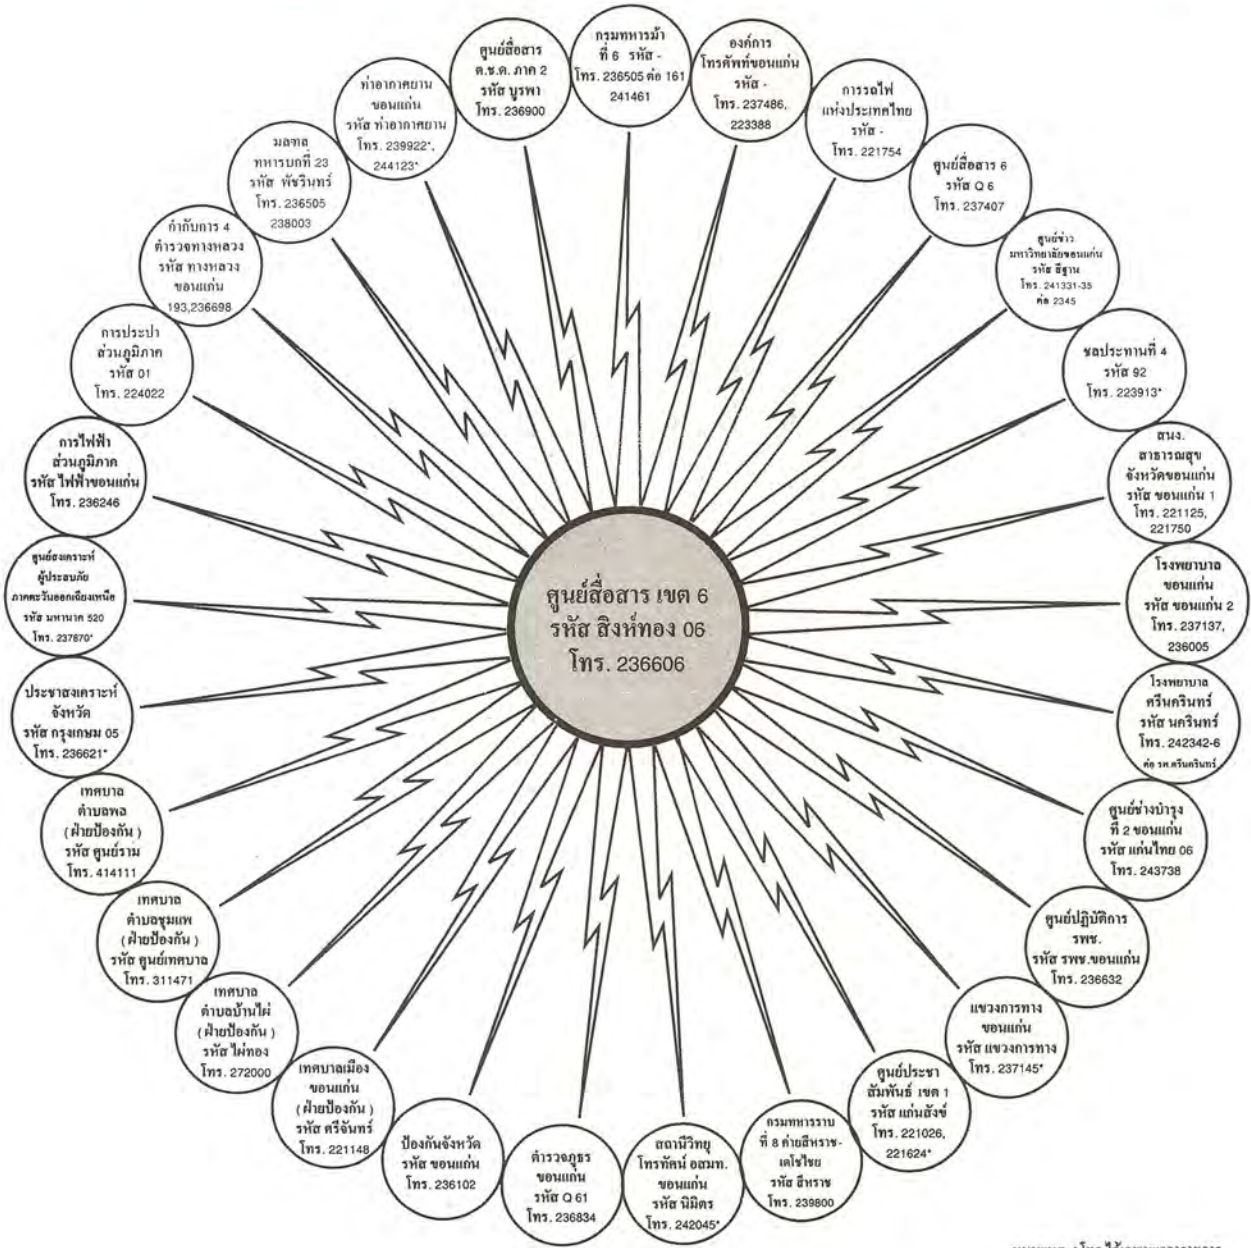 กรมทหารม้า
ที่ 6 รหัส -
โทร. 236505 ต่อ 161
241461
องค์การ
โทรศัพท์ขอนแก่น
รหัส -
โทร. 237486,
223388
การรถไฟ
แห่งประเทศไทย
รหัส -
โทร. 221754
ศูนย์สื่อสาร 6
รหัส Q 6
โทร. 237407
ศูนย์ข่าว
มหาวิทยาลัยขอนแก่น
รหัส สีฐาน
โทร. 241331-35
ต่อ 2345
ชลประทานที่ 4
รหัส 92
โทร. 223913*
สนง.
สาธารณสุข
จังหวัดขอนแก่น
รหัส ขอนแก่น 1
โทร. 221125,
221750
โรงพยาบาล
ขอนแก่น
รหัส ขอนแก่น 2
โทร. 237137,
236005
โรงพยาบาล
ศรีนครินทร์
รหัส นครินทร์
โทร. 242342-6
ต่อ รพ.ศรีนครินทร์
ศูนย์ช่างบำรุง
ที่ 2 ขอนแก่น
รหัส แก่นไทย 06
โทร. 243738
ศูนย์ปฏิบัติการ
รพช.
รหัส รพช.ขอนแก่น
โทร. 236632
แขวงการทาง
ขอนแก่น
รหัส แขวงการทาง
โทร. 237145*
ศูนย์ประชา
สัมพันธ์ เขต 1
รหัส แก่นสังข์
โทร. 221026,
221624*
กรมทหารราบ
ที่ 8 ค่ายสีหราช-
เดโชไชย
รหัส สีหราช
โทร. 239800
สถานีวิทยุ
โทรทัศน์ อสมท.
ขอนแก่น
รหัส นิมิตร
โทร. 242045*
ตำรวจภูธร
ขอนแก่น
รหัส Q 61
โทร. 236834
ป้องกันจังหวัด
รหัส ขอนแก่น
โทร. 236102
เทศบาลเมือง
ขอนแก่น
(ฝ่ายป้องกัน)
รหัส ศรีจันทร์
โทร. 221148
เทศบาล
ตำบลบ้านไผ่
(ฝ่ายป้องกัน)
รหัส ไผ่ทอง
โทร. 272000
เทศบาล
ตำบลชุมแพ
(ฝ่ายป้องกัน)
รหัส ศูนย์เทศบาล
โทร. 311471
เทศบาล
ตำบลพล
(ฝ่ายป้องกัน)
รหัส ศูนย์ราม
โทร. 414111
ประชาสงเคราะห์
จังหวัด
รหัส กรุงเกษม 05
โทร. 236621*
ศูนย์สงเคราะห์
ผู้ประสบภัย
ภาคตะวันออกเฉียงเหนือ
รหัส มหานาค 520
โทร. 237870*
การไฟฟ้า
ส่วนภูมิภาค
รหัส ไฟฟ้าขอนแก่น
โทร. 236246
การประปา
ส่วนภูมิภาค
รหัส 01
โทร. 224022
กำกับการ 4
ตำรวจทางหลวง
รหัส ทางหลวง
ขอนแก่น
193,236698
มลฑล
ทหารบกที่ 23
รหัส พัชรินทร์
โทร. 236505
238003
ท่าอากาศยาน
ขอนแก่น
รหัส ท่าอากาศยาน
โทร. 239922*,
244123*
ศูนย์สื่อสาร
ต.ช.ด. ภาค 2
รหัส บูรพา
โทร. 236900
ศูนย์สื่อสาร เขต 6
รหัส สิงห์ทอง 06
โทร. 236606